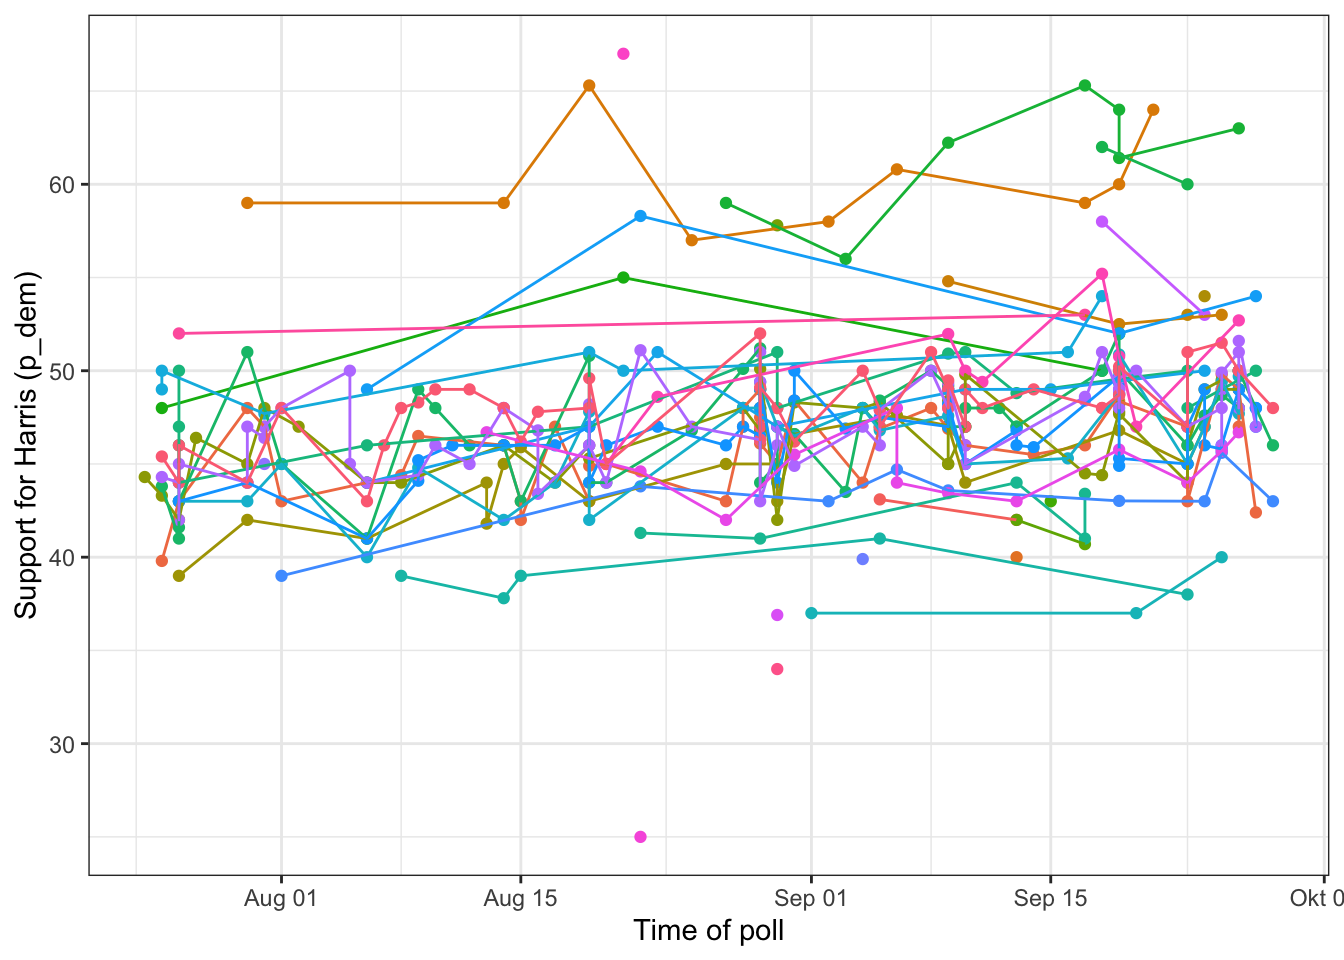 Support for Harris (p_dem)
60
50
40
30
Aug 01
Aug 15
Sep 01
Sep 15
Okt 0
Time of poll